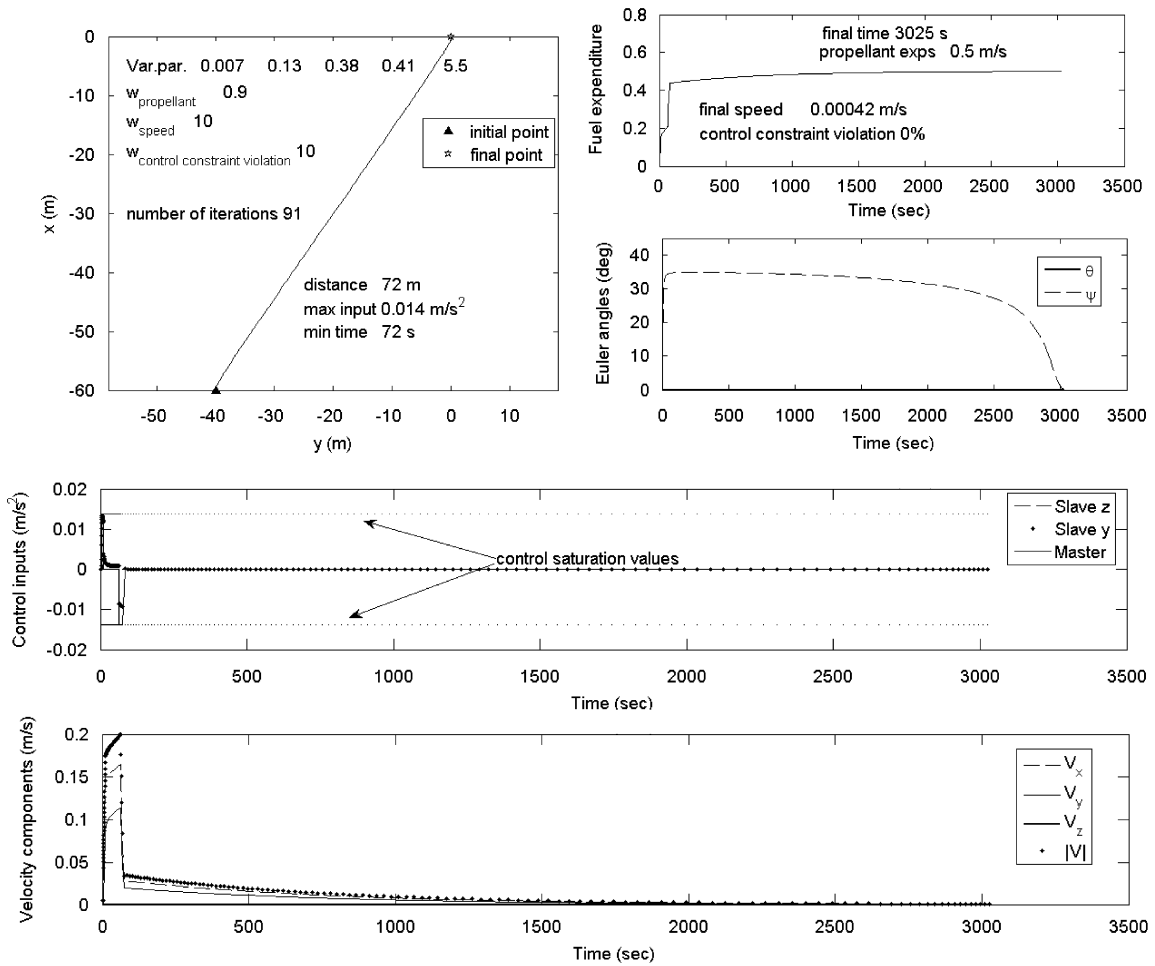 0
Var.par. 0.007 0.13 0.38 0.41 5.5
-10
w propellant 0.9
w speed 10
-20
w control constraint violation 10
initial point
final point
x (m)
-30
number of iterations 91
-40
distance 72 m
max input 0.014 m/s2
min time 72 s
-50
-60
-50 -40 -30 -20 -10 0 10
y (m)
0.8
final time 3025 s
propellant exps 0.5 m/s
0.6
Fuel expenditure
0.4
final speed 0.00042 m/s
0.2
control constraint violation 0%
0
0 500 1000 1500 2000 2500 3000 3500
Time (sec)
40
30
20
10
0
Euler angles (deg)
θ
ψ
0 500 1000 1500 2000 2500 3000 3500
Time (sec)
0.02
0.01
0
-0.01
-0.02
Control inputs (m/s2)
control saturation values
Slave z
Slave y
Master
0 500 1000 1500 2000 2500 3000 3500
Time (sec)
0.2
0.15
0.1
0.05
0
Velocity components (m/s)
Vx
Vy
Vz
|V|
0 500 1000 1500 2000 2500 3000 3500
Time (sec)